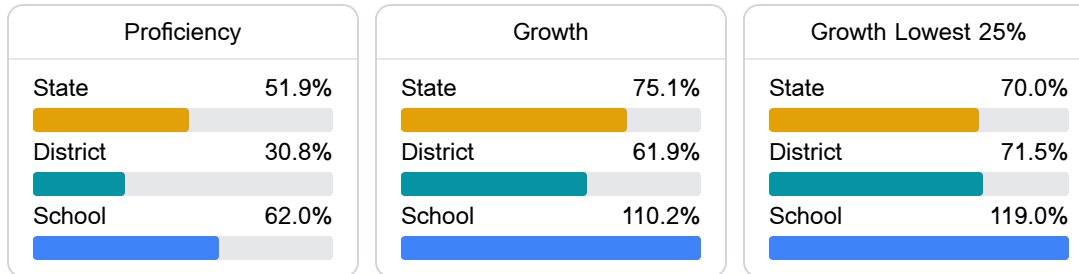 Proficiency
State 51.9%
District 30.8%
School 62.0%
Growth
State 75.1%
District 61.9%
School 110.2%
Growth Lowest 25%
State 70.0%
District 71.5%
School 119.0%